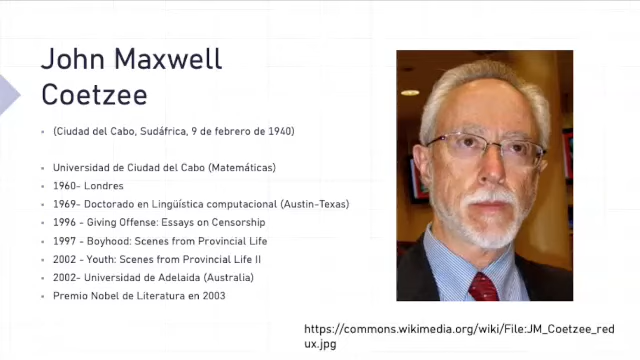 John Maxwell
Coetzee
(Ciudad del Cabo, Sudáfrica, 9 de febrero de 1940)
Universidad de Ciudad del Cabo (Matemáticas)
1960- Londres
1969- Doctorado en Lingüística computacional (Austin-Texas)
1996 - Giving Offense: Essays on Censorship
1997 - Boyhood: Scenes from Provincial Life
2002 - Youth: Scenes from Provincial Life II
2002- Universidad de Adelaida (Australia)
Premio Nobel de Literatura en 2003
https://commons.wikimedia.org/wiki/File:JM_Coetzee_red
ux.jpg